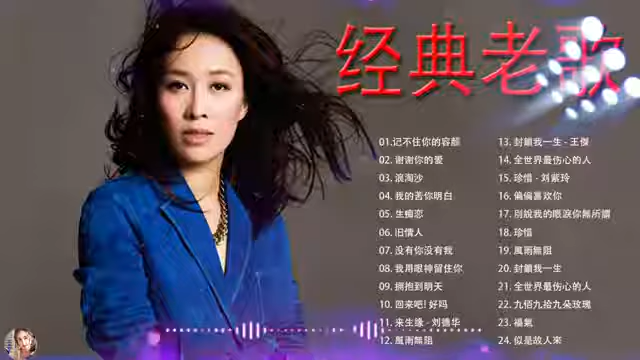 经典老歌
01.记不住你的容颜
02. 谢谢你的爱
03. 浪淘沙
04. 我的苦你明白
05. 生痴恋
06. 旧情人
07. 没有你没有我
08. 我用眼神留住你
09. 拥抱到明天
10. 回来吧! 好吗
11. 来生缘 - 刘德华
12. 風雨無阻
13. 封鎖我一生 - 王傑
14. 全世界最伤心的人
15. 珍惜 - 刘紫玲
16. 偏偏喜欢你
17. 別說我的眼淚你無所謂
18. 珍惜
19. 風雨無阻
20. 封鎖我一生
21. 全世界最伤心的人
22. 九佰九拾九朵玫瑰
23. 福氣
24. 似是故人來